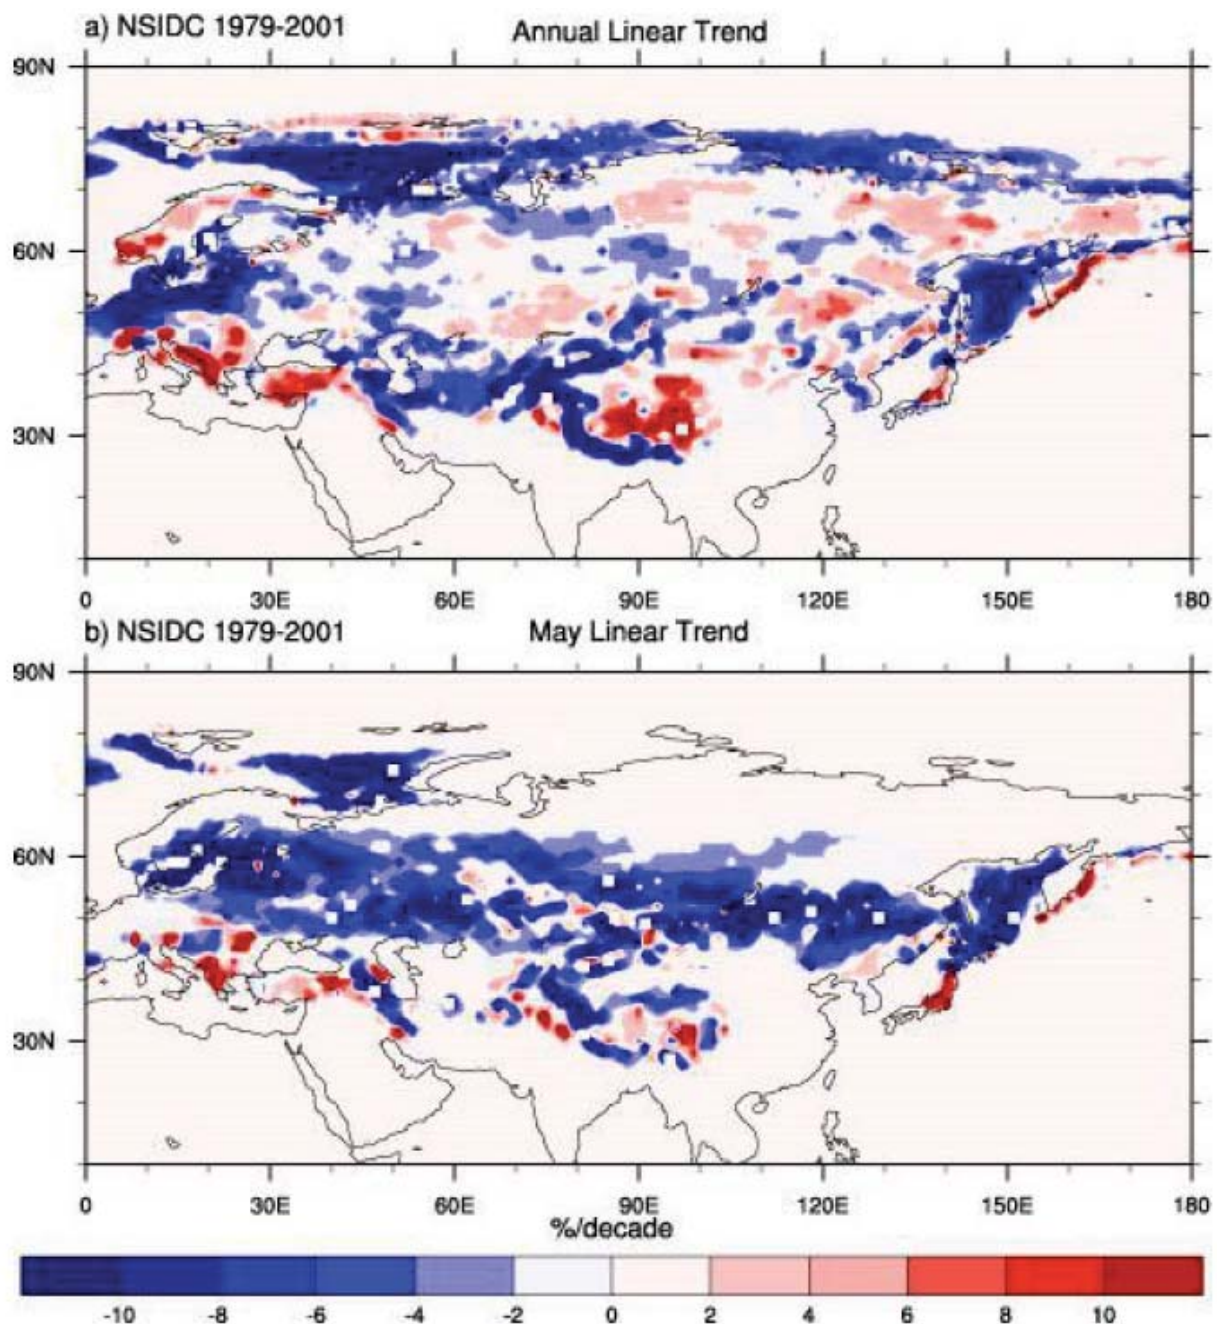 a) NSIDC 1979-2001 Annual Linear Trend
90N
60N
30N
0 30E 60E 90E 120E 150E 180
b) NSIDC 1979-2001 May Linear Trend
90N
60N
30N
0 30E 60E 90E 120E 150E 180
%/decade
-10 -8 -6 -4 -2 0 2 4 6 8 10